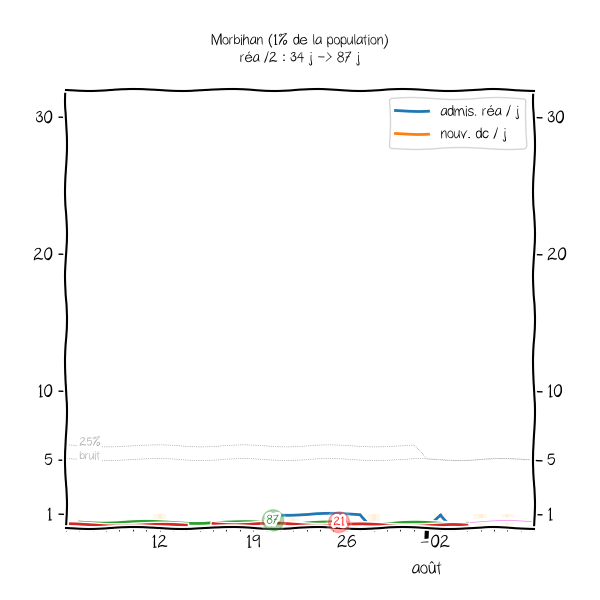 Morbihan (1% de la population)
réa /2 : 34 j -> 87 j
admis. réa / j
nouv. dc / j
30
30
20
20
10
10
25%
bruit
5
5
1
1
87
21
12
19
26
02
août